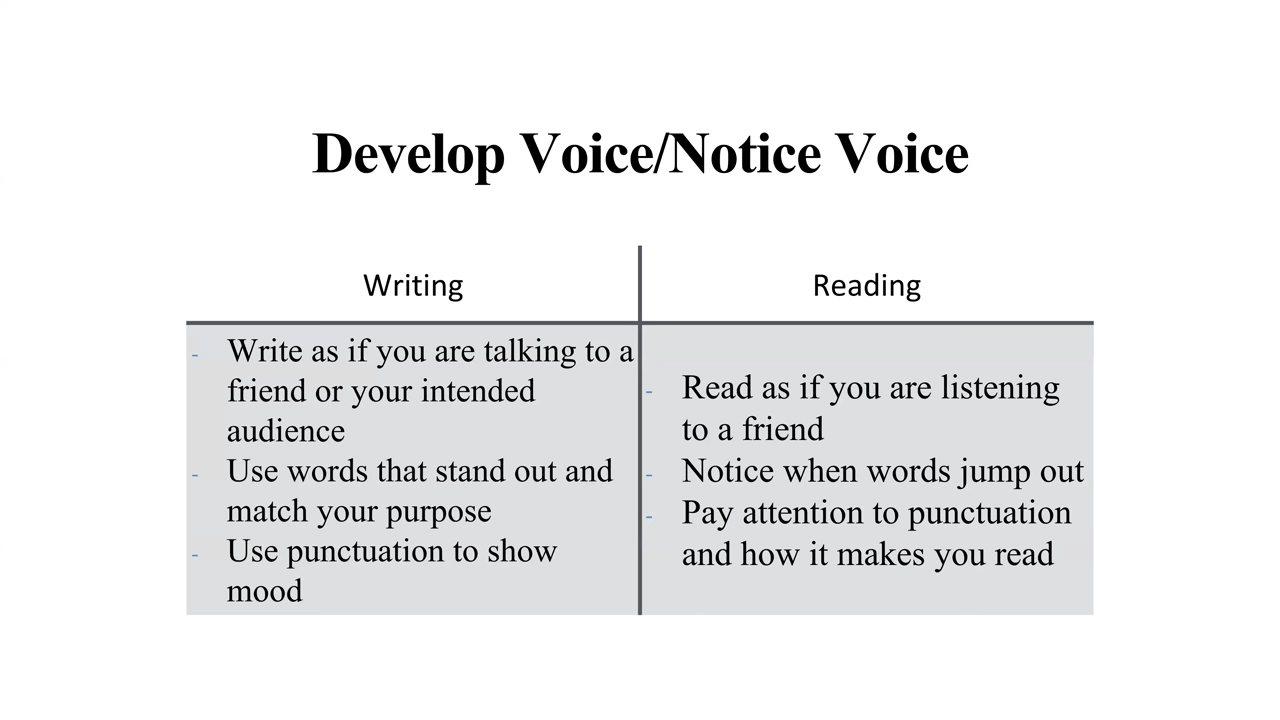 Develop Voice/Notice Voice
Writing
Reading
- Write as if you are talking to a
friend or your intended
audience
- Use words that stand out and
match your purpose
- Use punctuation to show
mood
- Read as if you are listening
to a friend
- Notice when words jump out
- Pay attention to punctuation
and how it makes you read